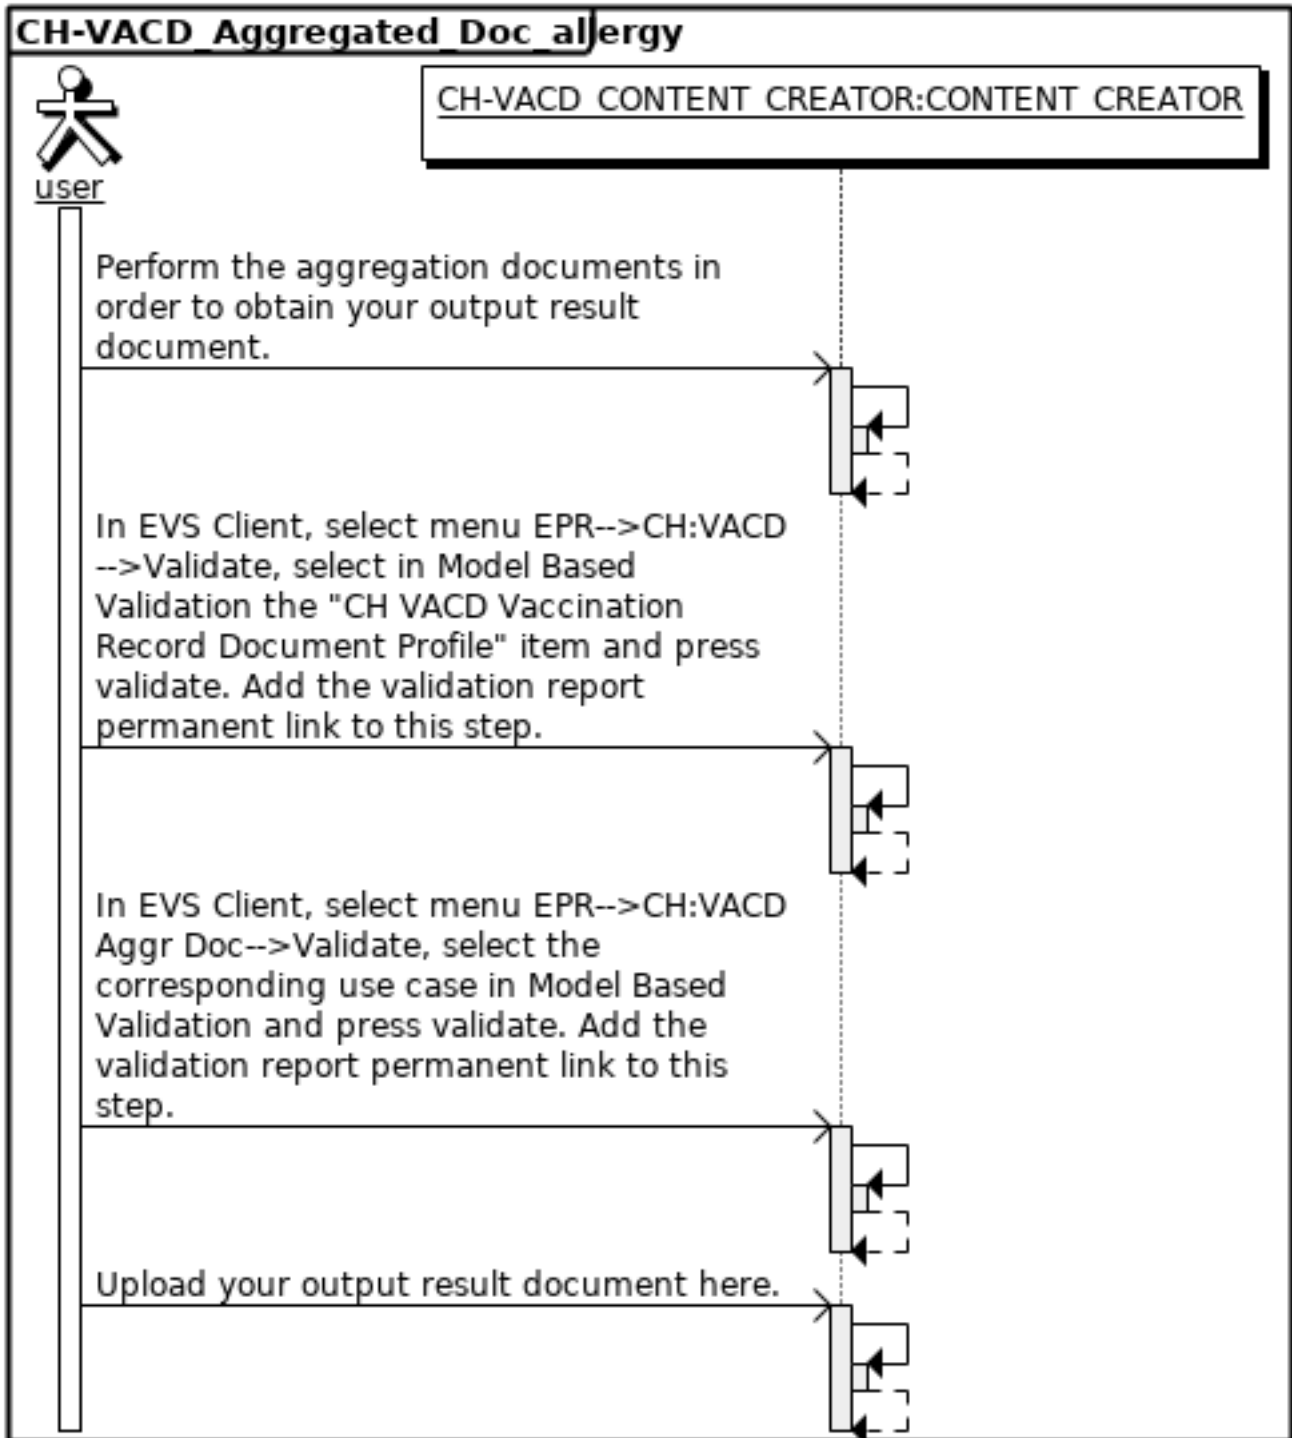 CH-VACD_Aggregated_Doc_allergy
CH-VACD_CONTENT_CREATOR:CONTENT_CREATOR
user
Perform the aggregation documents in
order to obtain your output result
document.
In EVS Client, select menu EPR-->CH:VACD
-->Validate, select in Model Based
Validation the "CH VACD Vaccination
Record Document Profile" item and press
validate. Add the validation report
permanent link to this step.
In EVS Client, select menu EPR-->CH:VACD
Aggr Doc-->Validate, select the
corresponding use case in Model Based
Validation and press validate. Add the
validation report permanent link to this
step.
Upload your output result document here.